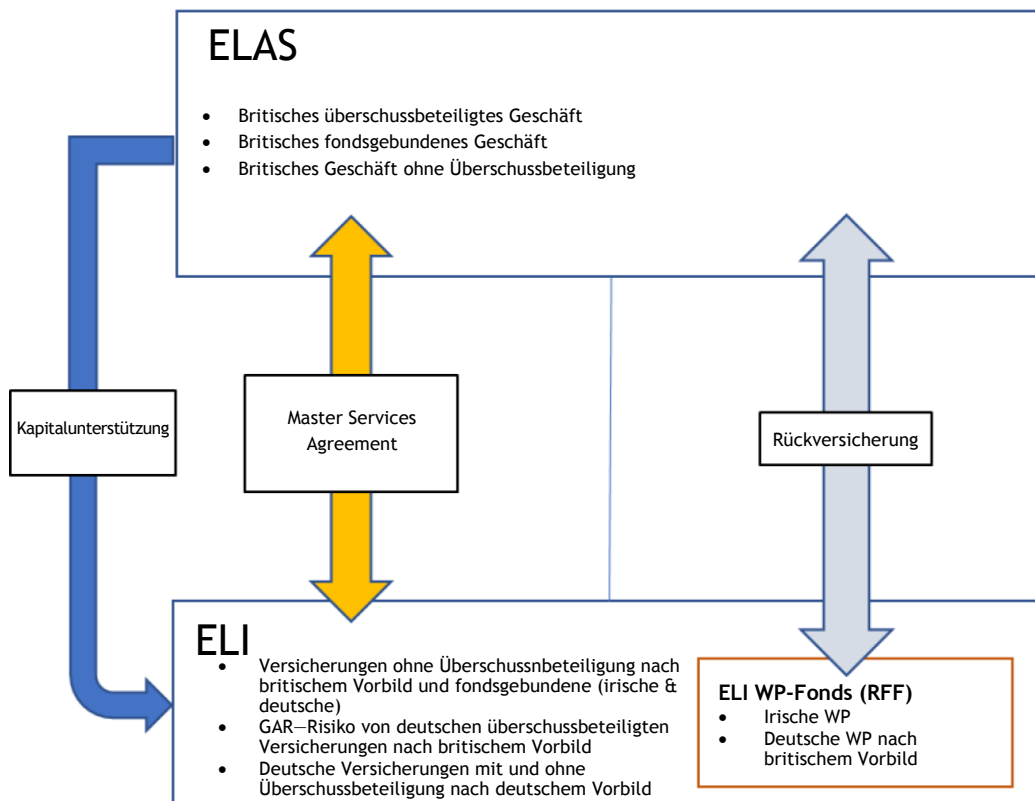 ELAS
• Britisches überschussbeteiligtes Geschäft
• Britisches fondsgebundenes Geschäft
• Britisches Geschäft ohne Überschussbeteiligung
Kapitalunterstützung
Master Services
Agreement
Rückversicherung
ELI
• Versicherungen ohne Überschussnbeteiligung nach
britischem Vorbild und fondsgebundene (irische &
deutsche)
• GAR—Risiko von deutschen überschussbeteiligten
Versicherungen nach britischem Vorbild
• Deutsche Versicherungen mit und ohne
Überschussbeteiligung nach deutschem Vorbild
ELI WP-Fonds (RFF)
• Irische WP
• Deutsche WP nach
britischem Vorbild